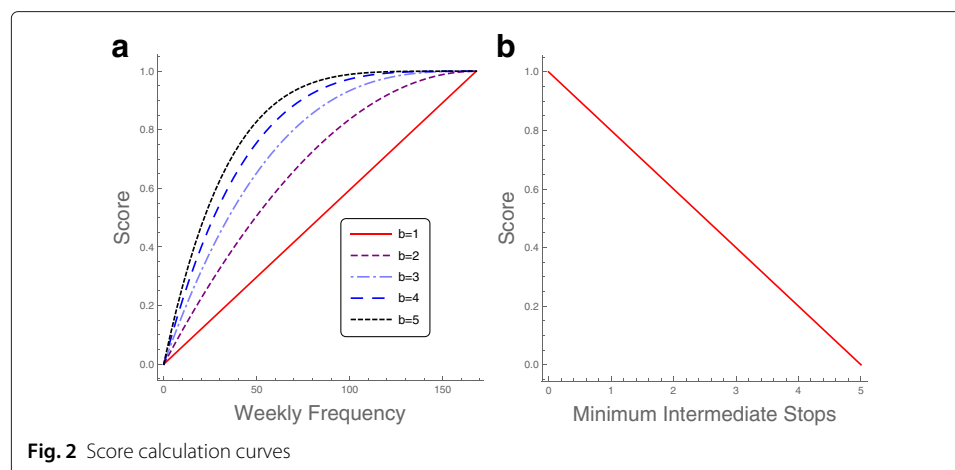 a
1.0
0.8
0.6
0.4
0.2
0.0
Score
0 50 100 150
Weekly Frequency
b=1
b=2
b=3
b=4
b=5
b
1.0
0.8
0.6
0.4
0.2
0.0
Score
0 1 2 3 4 5
Minimum Intermediate Stops
Fig. 2 Score calculation curves